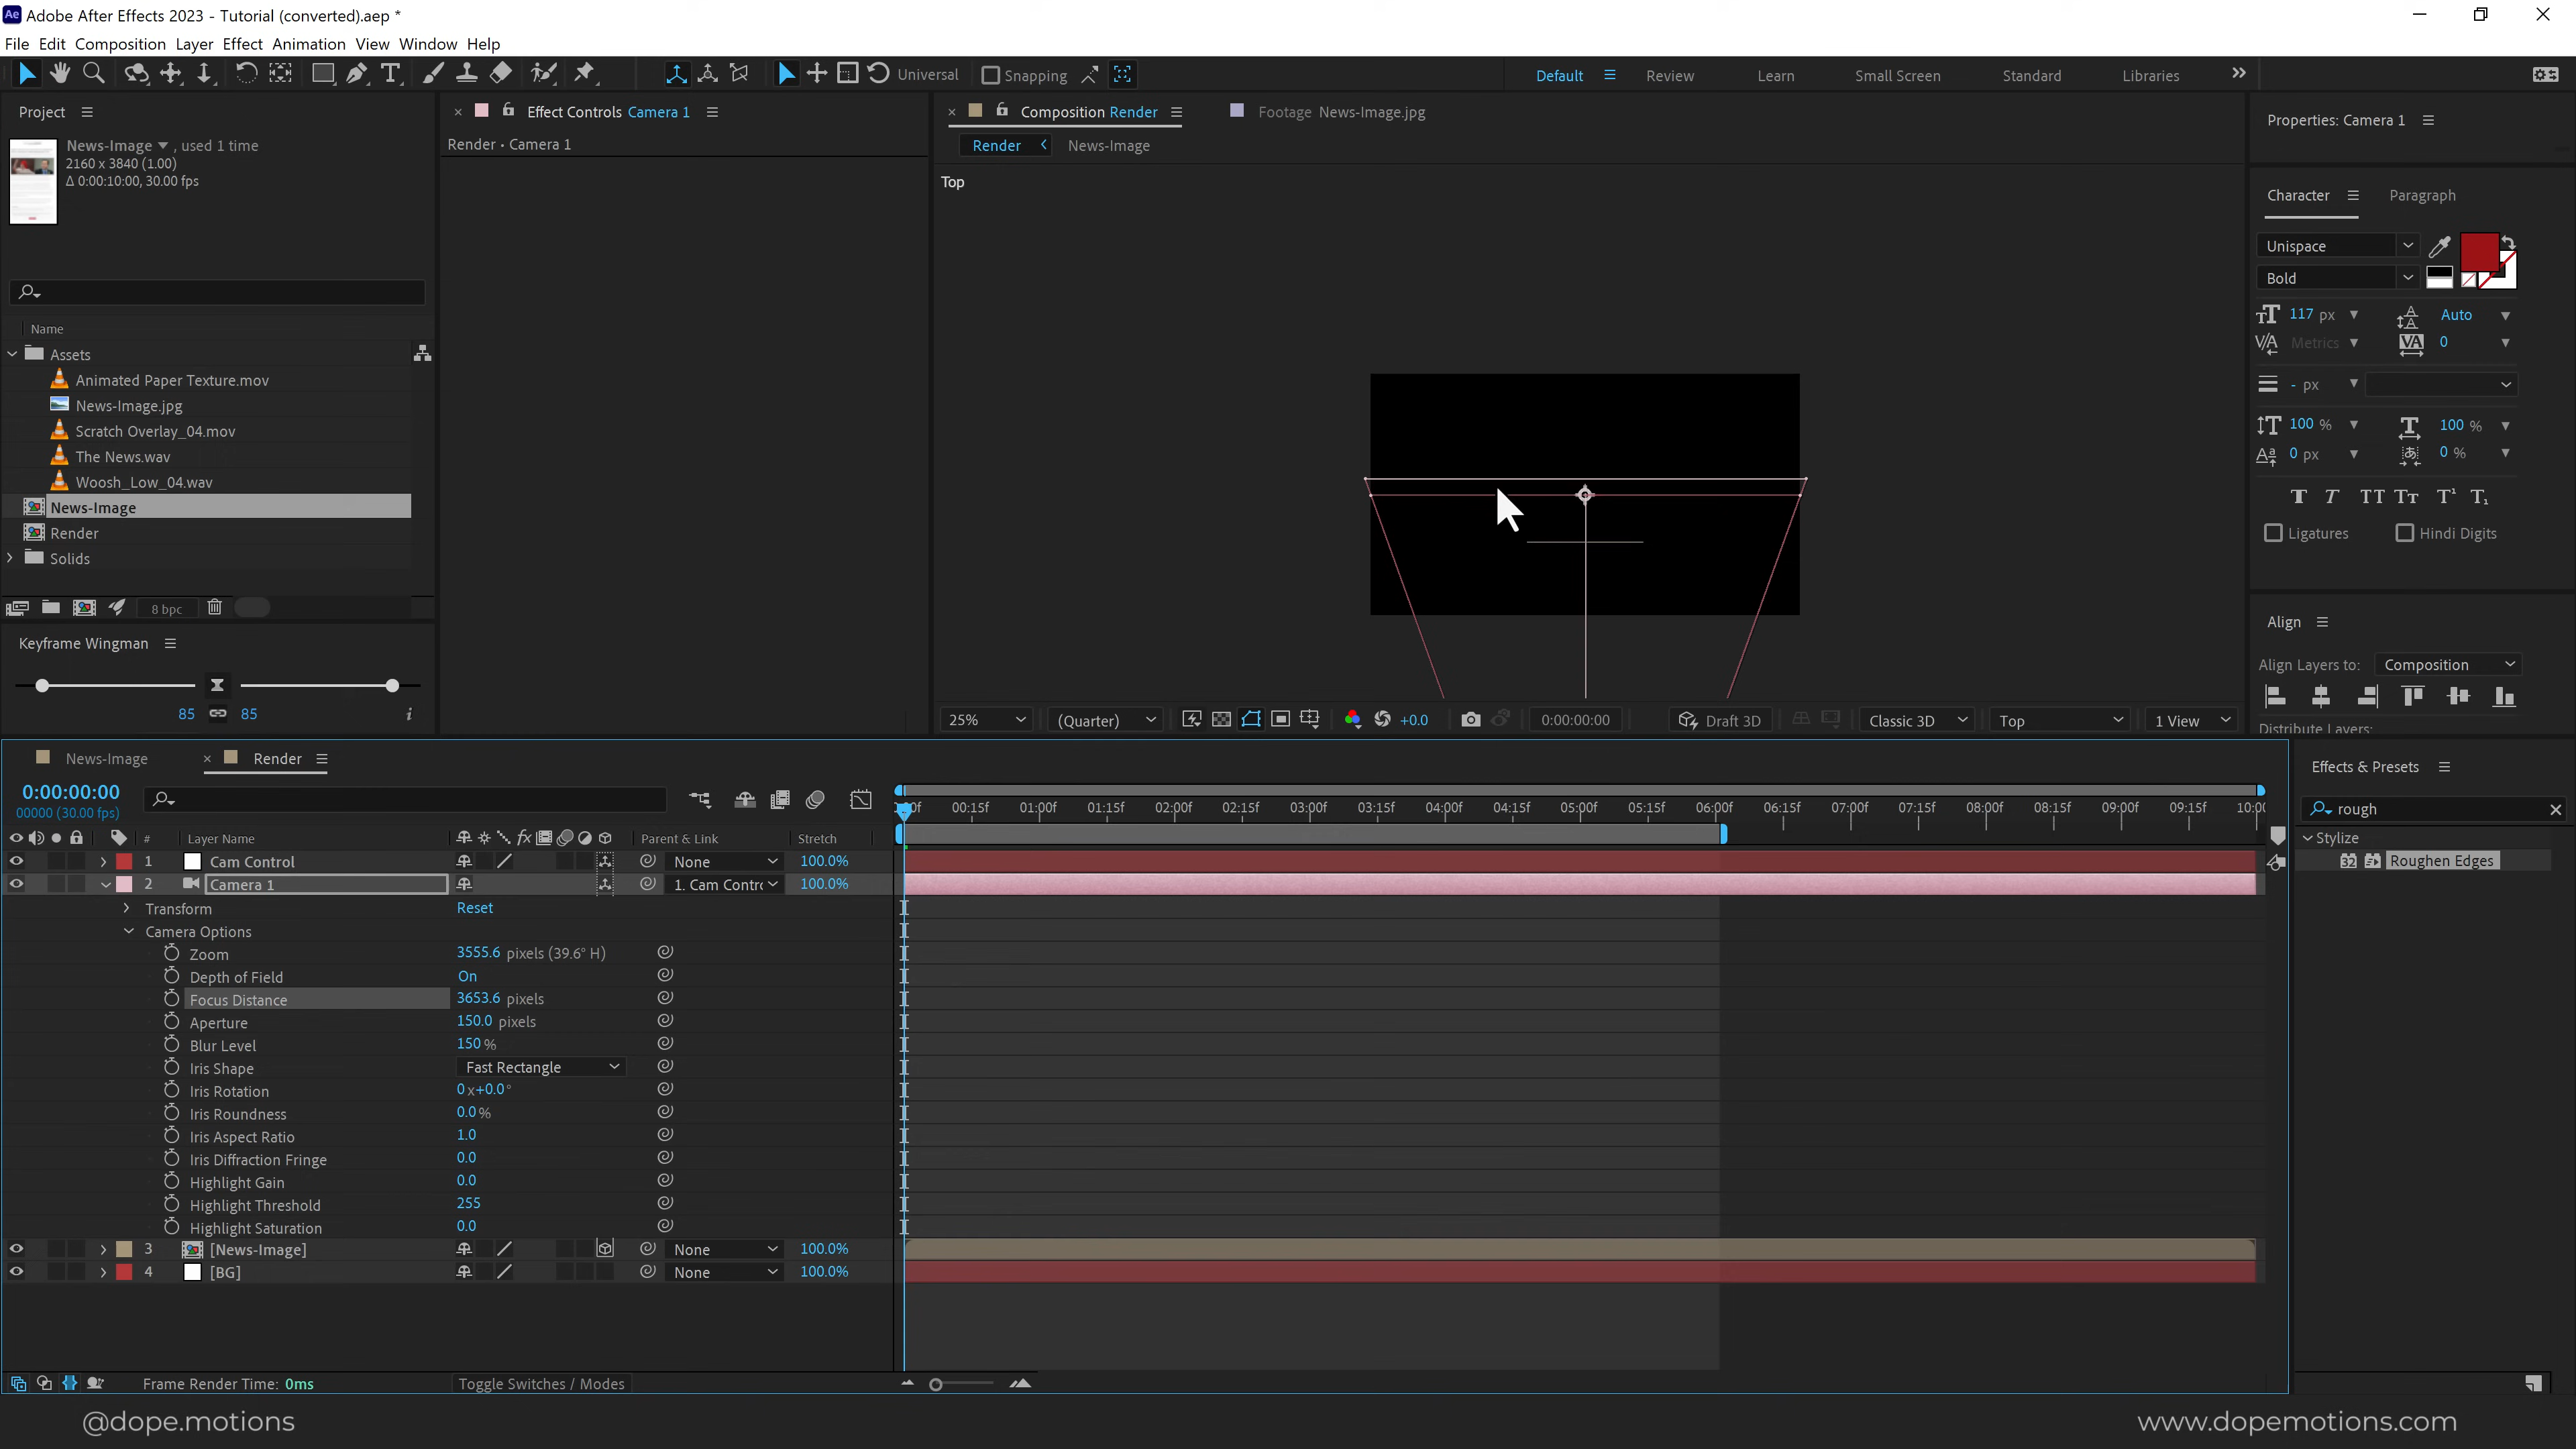 Adobe After Effects 2023 - Tutorial (converted).aep *
File Edit Composition Layer Effect Animation View Window Help
Universal Snapping Default Review Learn Small Screen Standard Libraries
Project
News-Image , used 1 time
2160 x 3840 (1.00)
Δ 0:00:10:00, 30.00 fps
Name
Assets
Animated Paper Texture.mov
News-Image.jpg
Scratch Overlay_04.mov
The News.wav
Woosh_Low_04.wav
News-Image
Render
Solids
8 bpc
Keyframe Wingman
85 85
Effect Controls Camera 1
Render • Camera 1
Composition Render Footage News-Image.jpg
Render News-Image
Top
25% (Quarter) +0.0 0:00:00:00 Draft 3D Classic 3D Top 1 View
Properties: Camera 1
Character Paragraph
Unispace
Bold
117 px Auto
Metrics 0
- px
100 % 100 %
0 px 0 %
Ligatures Hindi Digits
Align
Align Layers to: Composition
Distribute Layers:
News-Image Render
0:00:00:00
00000 (30.00 fps)
00:15f 01:00f 01:15f 02:00f 02:15f 03:00f 03:15f 04:00f 04:15f 05:00f 05:15f 06:00f 06:15f 07:00f 07:15f 08:00f 08:15f 09:00f 09:15f
# Layer Name Parent & Link Stretch
1 Cam Control None 100.0%
2 Camera 1 1. Cam Contro 100.0%
Transform Reset
Camera Options
Zoom 3555.6 pixels (39.6° H)
Depth of Field On
Focus Distance 3653.6 pixels
Aperture 150.0 pixels
Blur Level 150 %
Iris Shape Fast Rectangle
Iris Rotation 0 x+0.0°
Iris Roundness 0.0 %
Iris Aspect Ratio 1.0
Iris Diffraction Fringe 0.0
Highlight Gain 0.0
Highlight Threshold 255
Highlight Saturation 0.0
3 [News-Image] None 100.0%
4 [BG] None 100.0%
Frame Render Time: 0ms Toggle Switches / Modes
Effects & Presets
rough
Stylize
32 Roughen Edges
@dope.motions
www.dopemotions.com